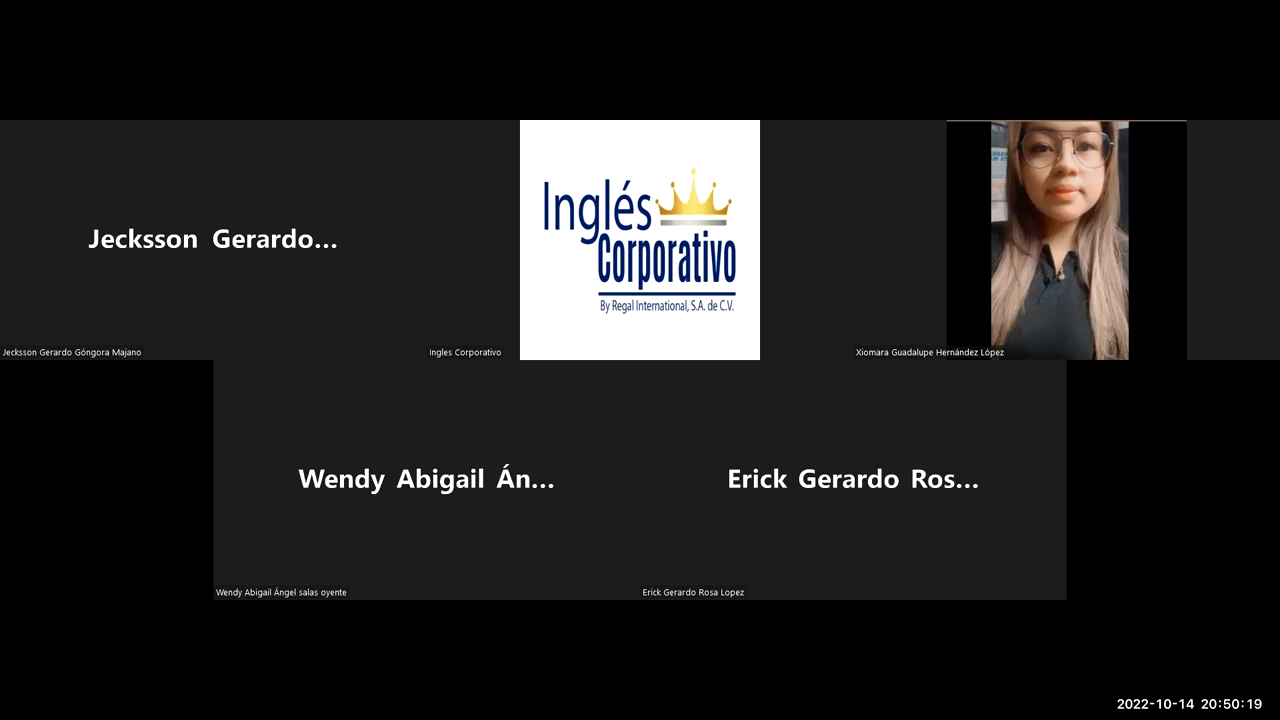 Jecksson Gerardo...
Jecksson Gerardo Góngora Majano
Inglés
Corporativo
By Regal International, S.A. de C.V.
Ingles Corporativo
Xiomara Guadalupe Hernández López
Wendy Abigail Án...
Wendy Abigail Ángel salas oyente
Erick Gerardo Ros...
Erick Gerardo Rosa Lopez
2022-10-14 20:50:19